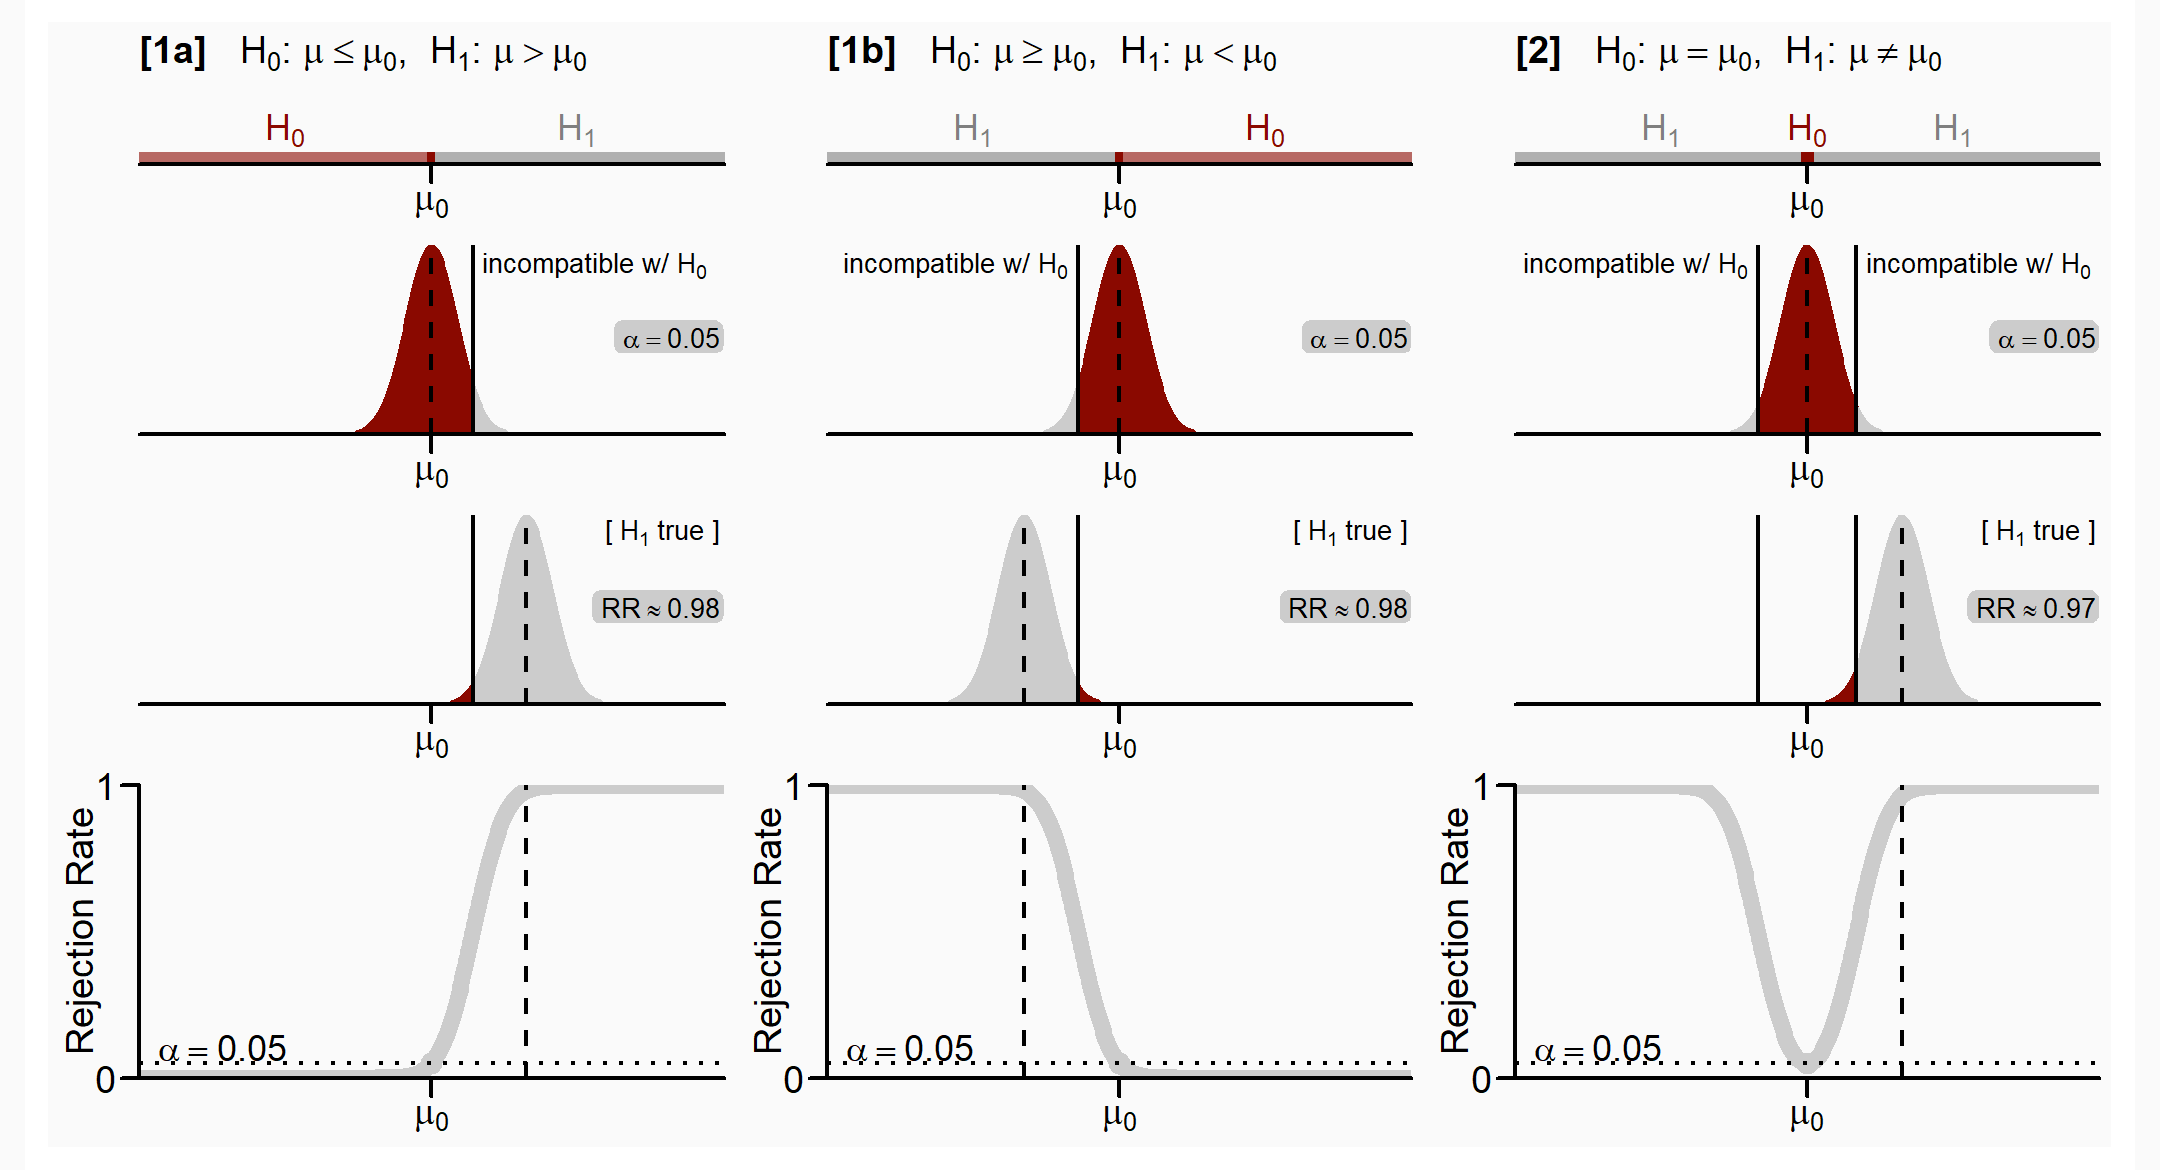 [1a] H₀: μ ≤ μ₀, H₁: μ > μ₀
H₀ H₁
μ₀
incompatible w/ H₀
α = 0.05
μ₀
[ H₁ true ]
RR ≈ 0.98
μ₀
Rejection Rate
1
α = 0.05
0
μ₀
[1b] H₀: μ ≥ μ₀, H₁: μ < μ₀
H₁ H₀
μ₀
incompatible w/ H₀
α = 0.05
μ₀
[ H₁ true ]
RR ≈ 0.98
μ₀
Rejection Rate
1
α = 0.05
0
μ₀
[2] H₀: μ = μ₀, H₁: μ ≠ μ₀
H₁ H₀ H₁
μ₀
incompatible w/ H₀ incompatible w/ H₀
α = 0.05
μ₀
[ H₁ true ]
RR ≈ 0.97
μ₀
Rejection Rate
1
α = 0.05
0
μ₀